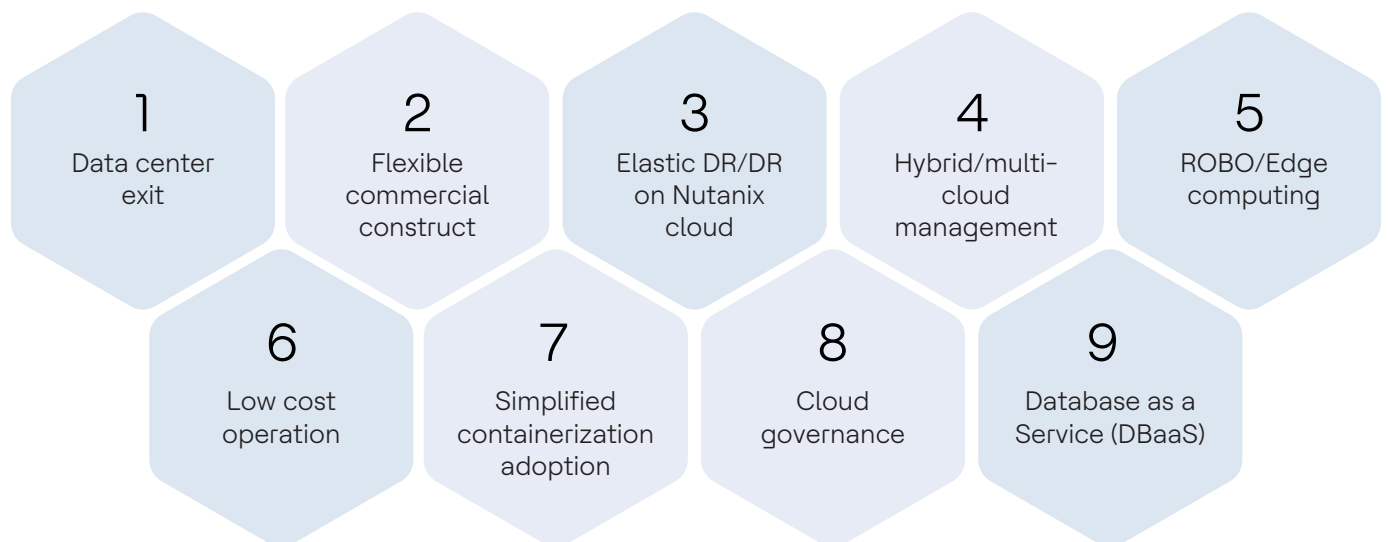 1
Data center
exit
2
Flexible
commercial
construct
3
Elastic DR/DR
on Nutanix
cloud
4
Hybrid/multi-
cloud
management
5
ROBO/Edge
computing
6
Low cost
operation
7
Simplified
containerization
adoption
8
Cloud
governance
9
Database as a
Service (DBaaS)